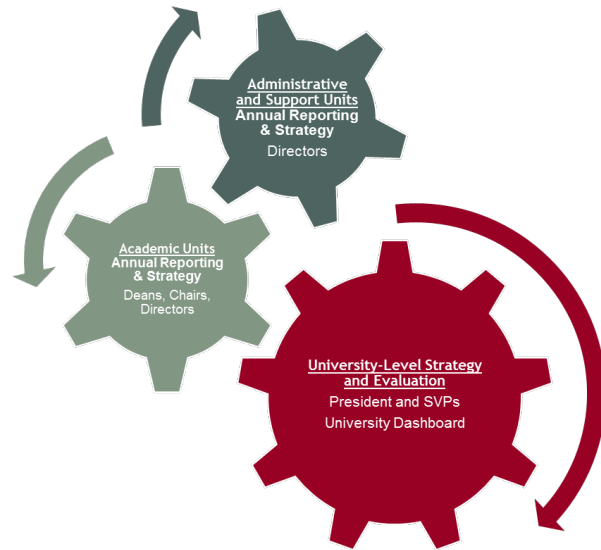 Administrative
and Support Units
Annual Reporting
& Strategy
Directors
Academic Units
Annual Reporting
& Strategy
Deans, Chairs,
Directors
University-Level Strategy
and Evaluation
President and SVPs
University Dashboard